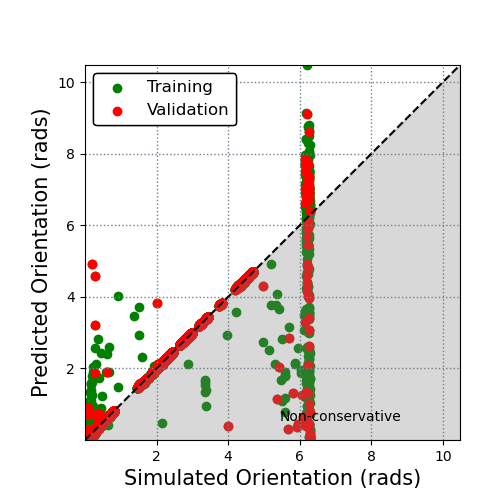 10
8
6
4
2
2
4
6
8
10
Training
Validation
Non-conservative
Predicted Orientation (rads)
Simulated Orientation (rads)